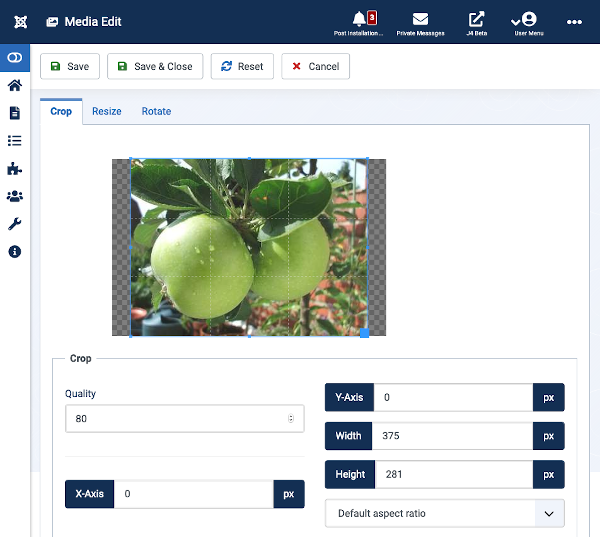 Media Edit
3
Post Installation...
Private Messages
J4 Beta
User Menu
Save
Save & Close
Reset
Cancel
Crop
Resize
Rotate
Crop
Quality
80
X-Axis 0 px
Y-Axis 0 px
Width 375 px
Height 281 px
Default aspect ratio